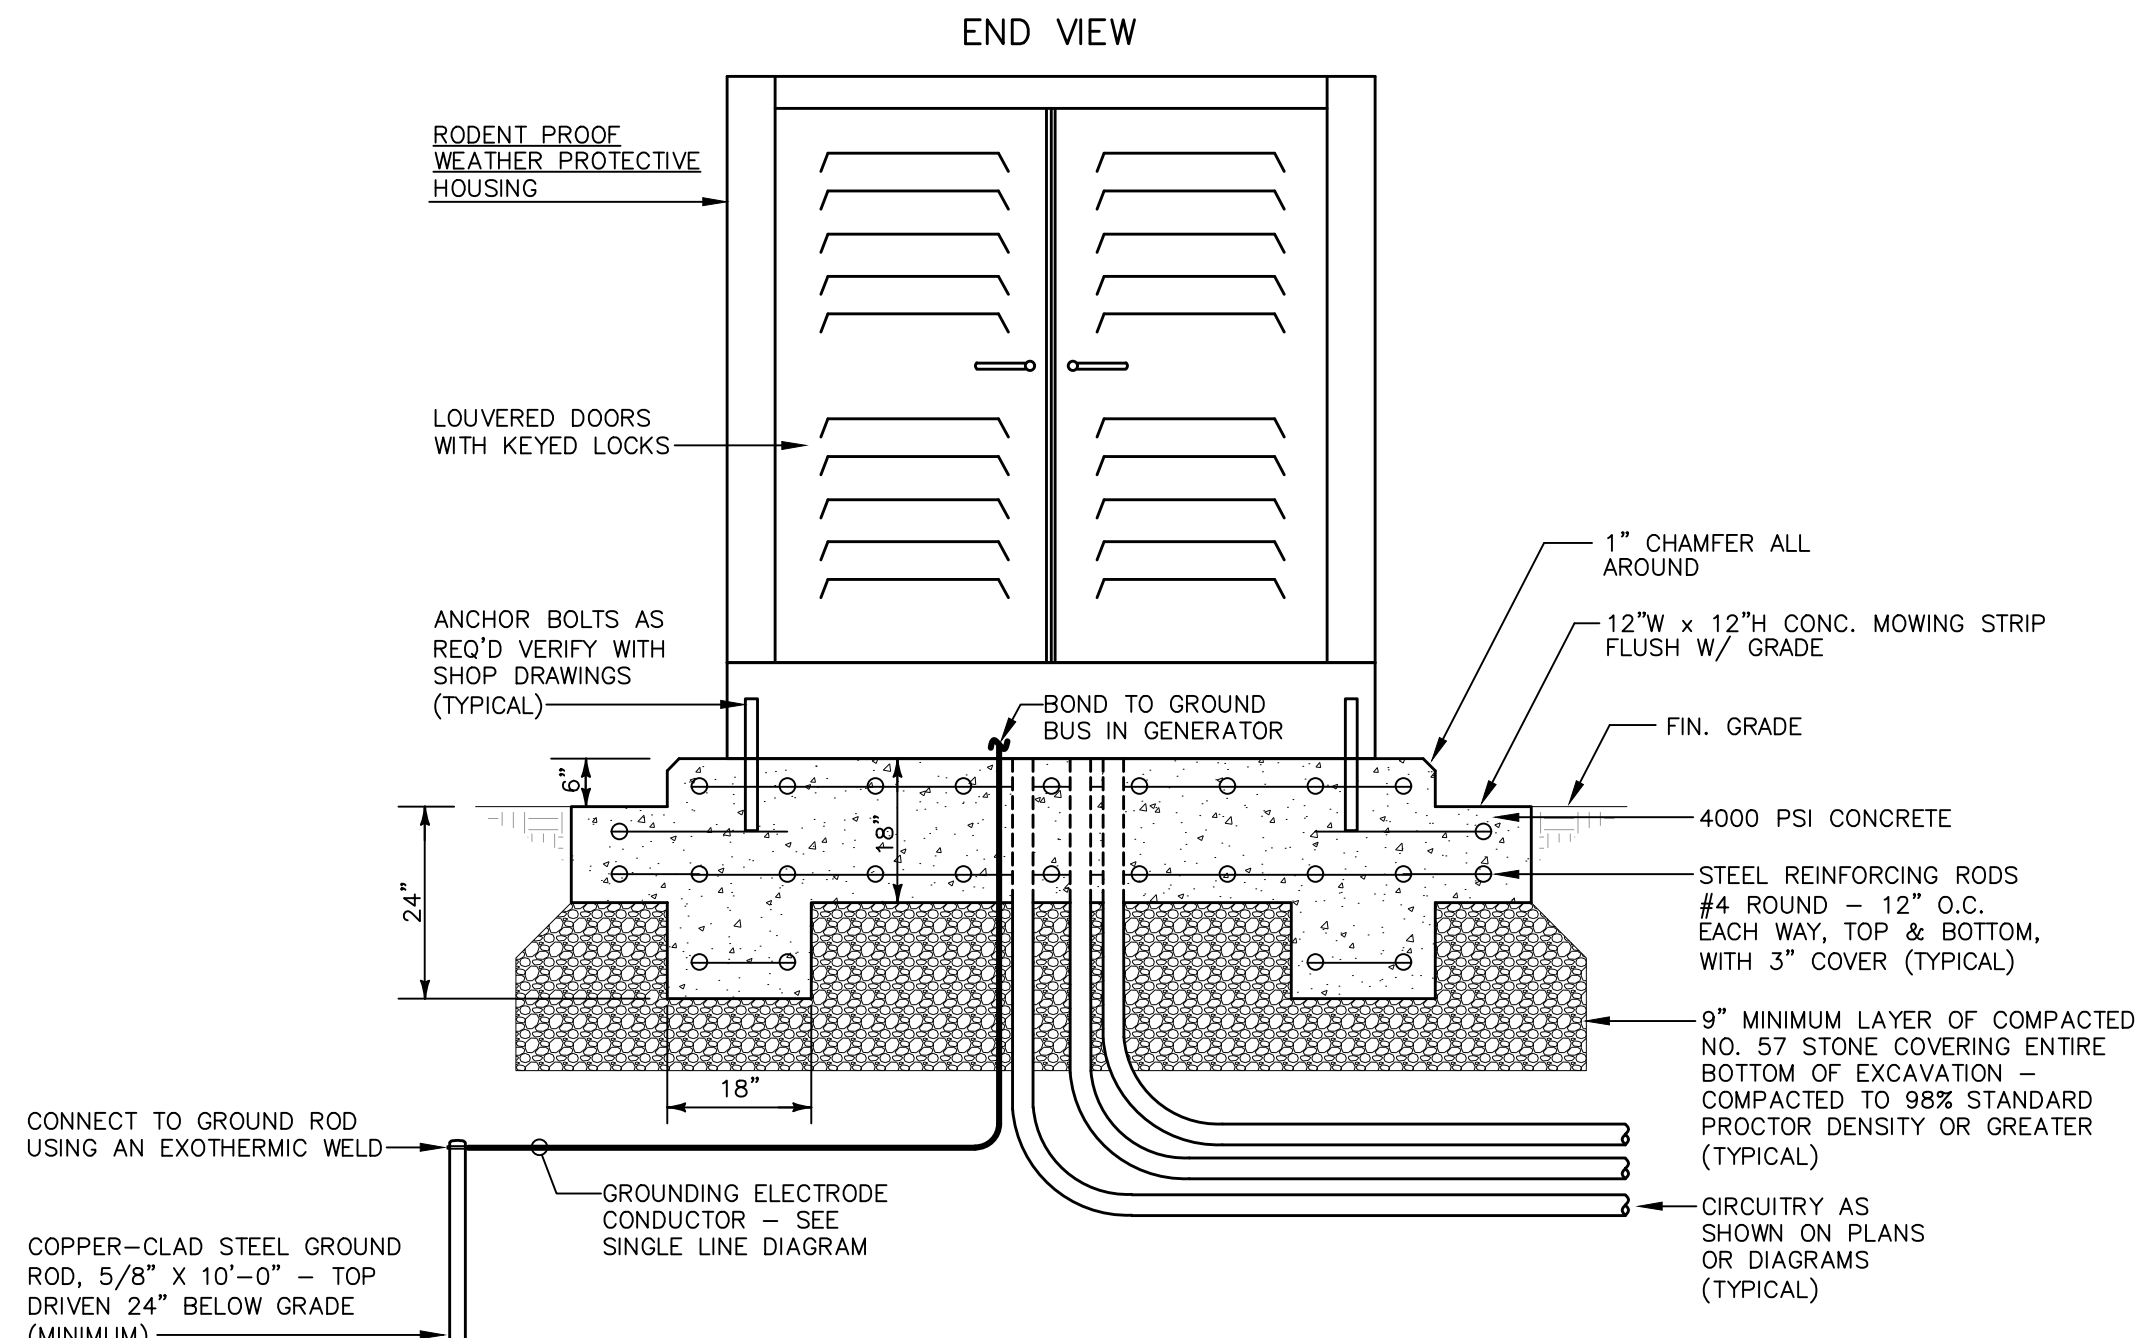 END VIEW
RODENT PROOF
WEATHER PROTECTIVE
HOUSING
LOUVERED DOORS
WITH KEYED LOCKS
1" CHAMFER ALL
AROUND
12"W x 12"H CONC. MOWING STRIP
FLUSH W/ GRADE
ANCHOR BOLTS AS
REQ'D VERIFY WITH
SHOP DRAWINGS
(TYPICAL)
BOND TO GROUND
BUS IN GENERATOR
FIN. GRADE
6"
18"
24"
4000 PSI CONCRETE
STEEL REINFORCING RODS
#4 ROUND – 12" O.C.
EACH WAY, TOP & BOTTOM,
WITH 3" COVER (TYPICAL)
9" MINIMUM LAYER OF COMPACTED
NO. 57 STONE COVERING ENTIRE
BOTTOM OF EXCAVATION –
COMPACTED TO 98% STANDARD
PROCTOR DENSITY OR GREATER
(TYPICAL)
18"
CONNECT TO GROUND ROD
USING AN EXOTHERMIC WELD
GROUNDING ELECTRODE
CONDUCTOR – SEE
SINGLE LINE DIAGRAM
CIRCUITRY AS
SHOWN ON PLANS
OR DIAGRAMS
(TYPICAL)
COPPER–CLAD STEEL GROUND
ROD, 5/8" X 10'–0" – TOP
DRIVEN 24" BELOW GRADE
(MINIMUM)